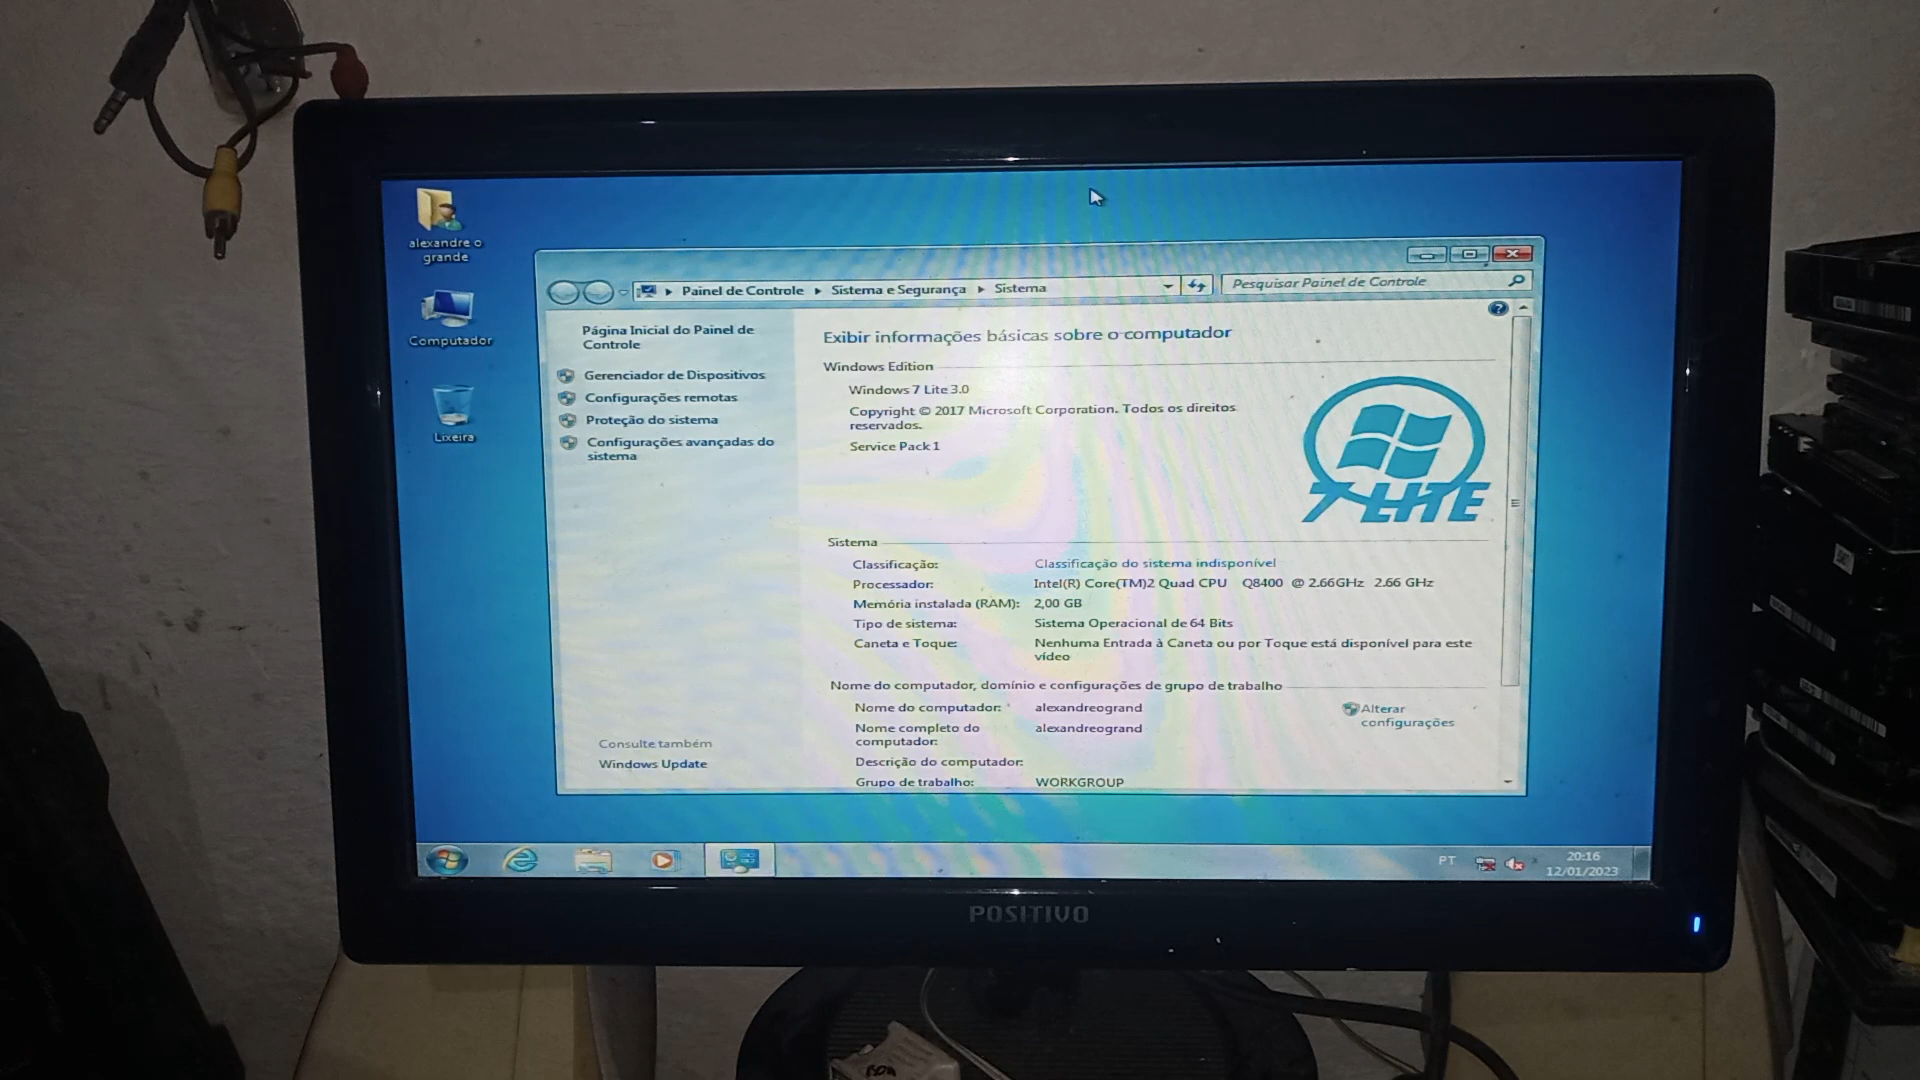 alexandre o
grande
Computador
Lixeira
Painel de Controle
Sistema e Segurança
Sistema
Pesquisar Painel de Controle
Página Inicial do Painel de
Controle
Gerenciador de Dispositivos
Configurações remotas
Proteção do sistema
Configurações avançadas do
sistema
Consulte também
Windows Update
Exibir informações básicas sobre o computador
Windows Edition
Windows 7 Lite 3.0
Copyright © 2017 Microsoft Corporation. Todos os direitos
reservados.
Service Pack 1
7 LITE
Sistema
Classificação: Classificação do sistema indisponível
Processador: Intel(R) Core(TM)2 Quad CPU Q8400 @ 2.66GHz 2.66 GHz
Memória instalada (RAM): 2,00 GB
Tipo de sistema: Sistema Operacional de 64 Bits
Caneta e Toque: Nenhuma Entrada à Caneta ou por Toque está disponível para este
vídeo
Nome do computador, domínio e configurações de grupo de trabalho
Nome do computador: alexandreogrand
Alterar
configurações
Nome completo do
computador: alexandreogrand
Descrição do computador:
Grupo de trabalho: WORKGROUP
PT
20:16
12/01/2023
POSITIVO